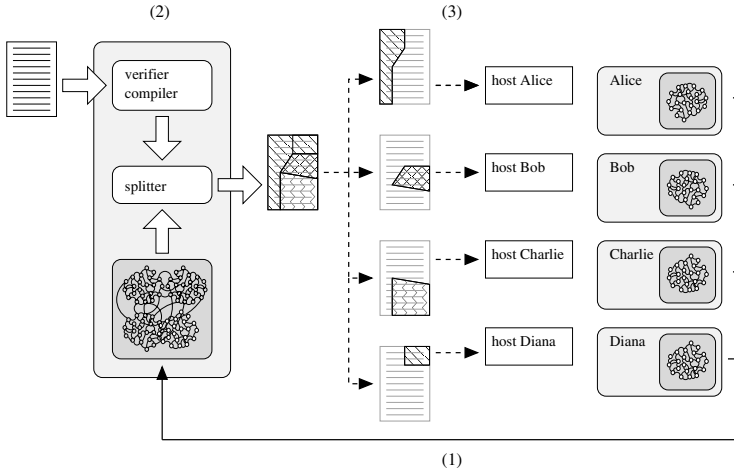 (2)
(3)
verifier
compiler
splitter
host Alice
Alice
host Bob
Bob
host Charlie
Charlie
host Diana
Diana
(1)